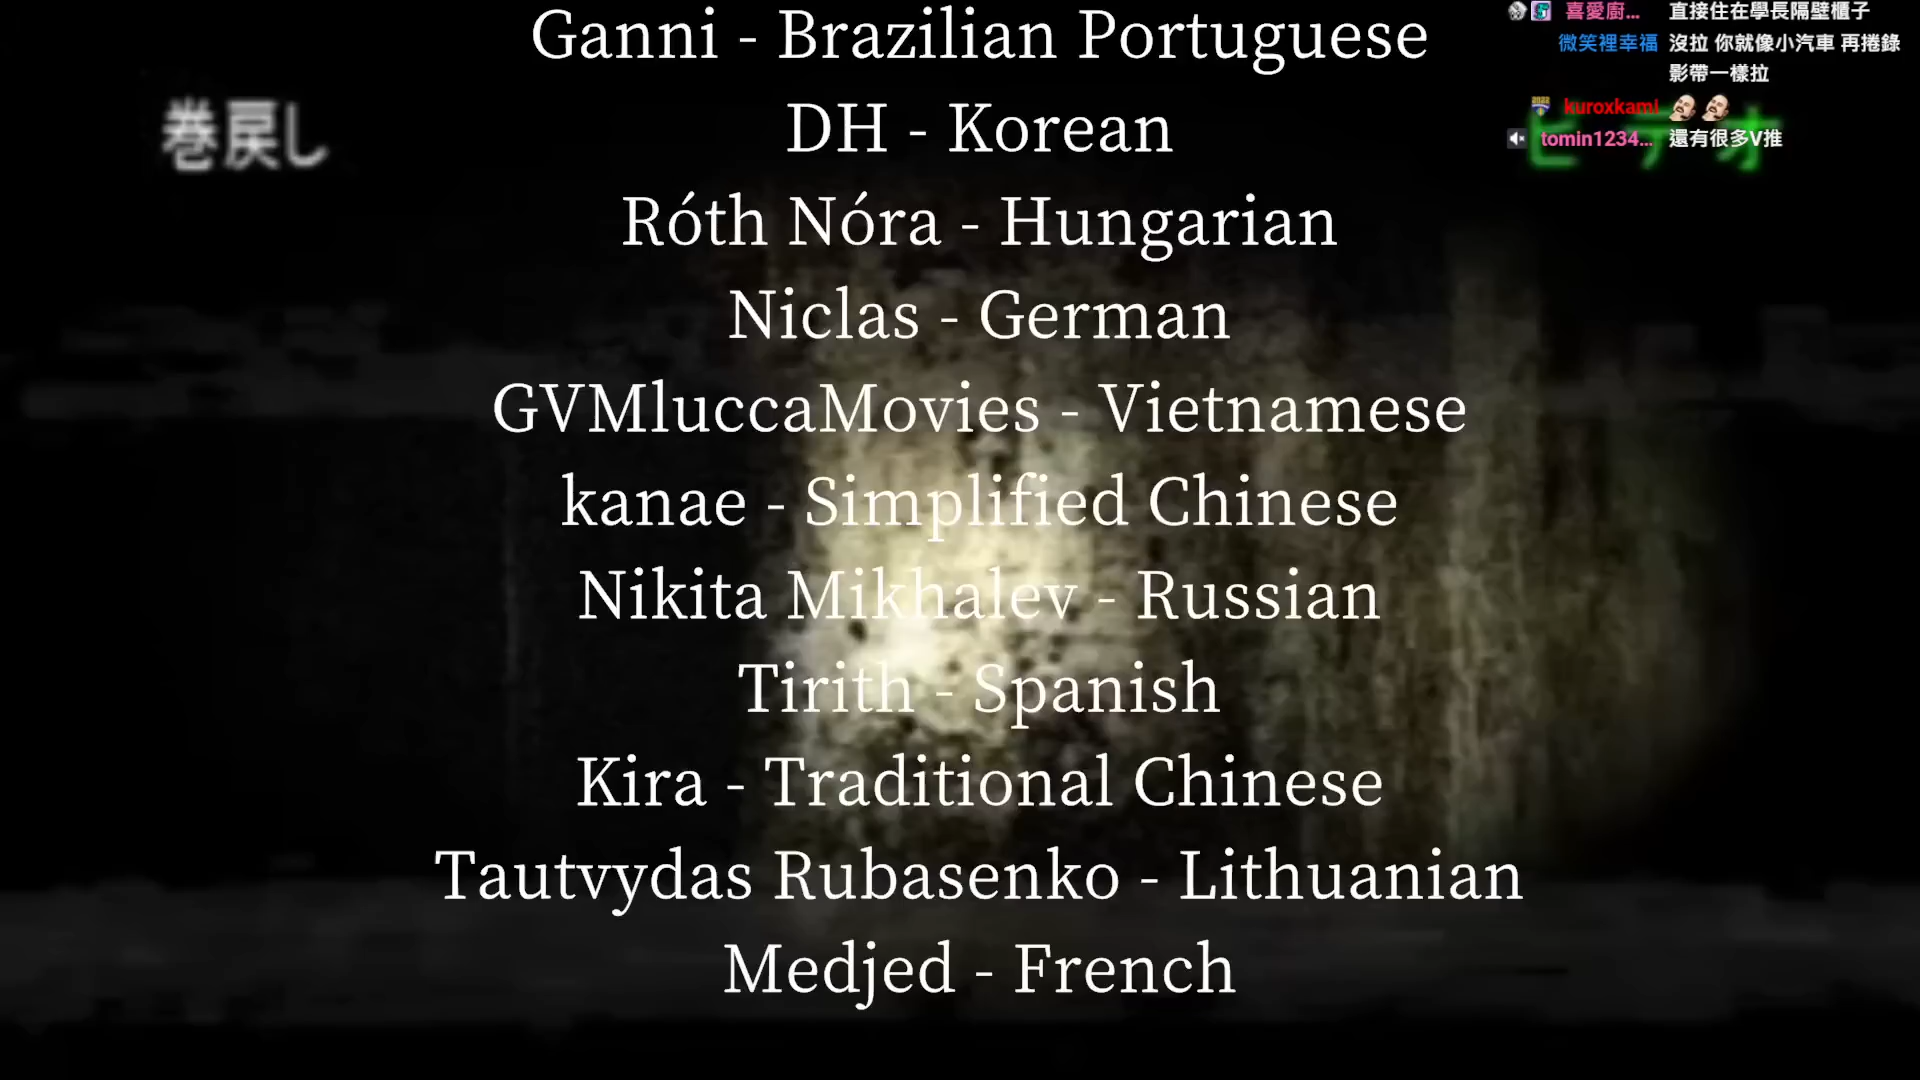 Ganni - Brazilian Portuguese
DH - Korean
Róth Nóra - Hungarian
Niclas - German
GVMluccaMovies - Vietnamese
kanae - Simplified Chinese
Nikita Mikhalev - Russian
Tirith - Spanish
Kira - Traditional Chinese
Tautvydas Rubasenko - Lithuanian
Medjed - French
巻戻し
ビデオ
喜愛廚... 直接住在學長隔壁櫃子
微笑裡幸福 沒拉 你就像小汽車 再捲錄
影帶一樣拉
kuroxkami
tomin1234... 還有很多V推